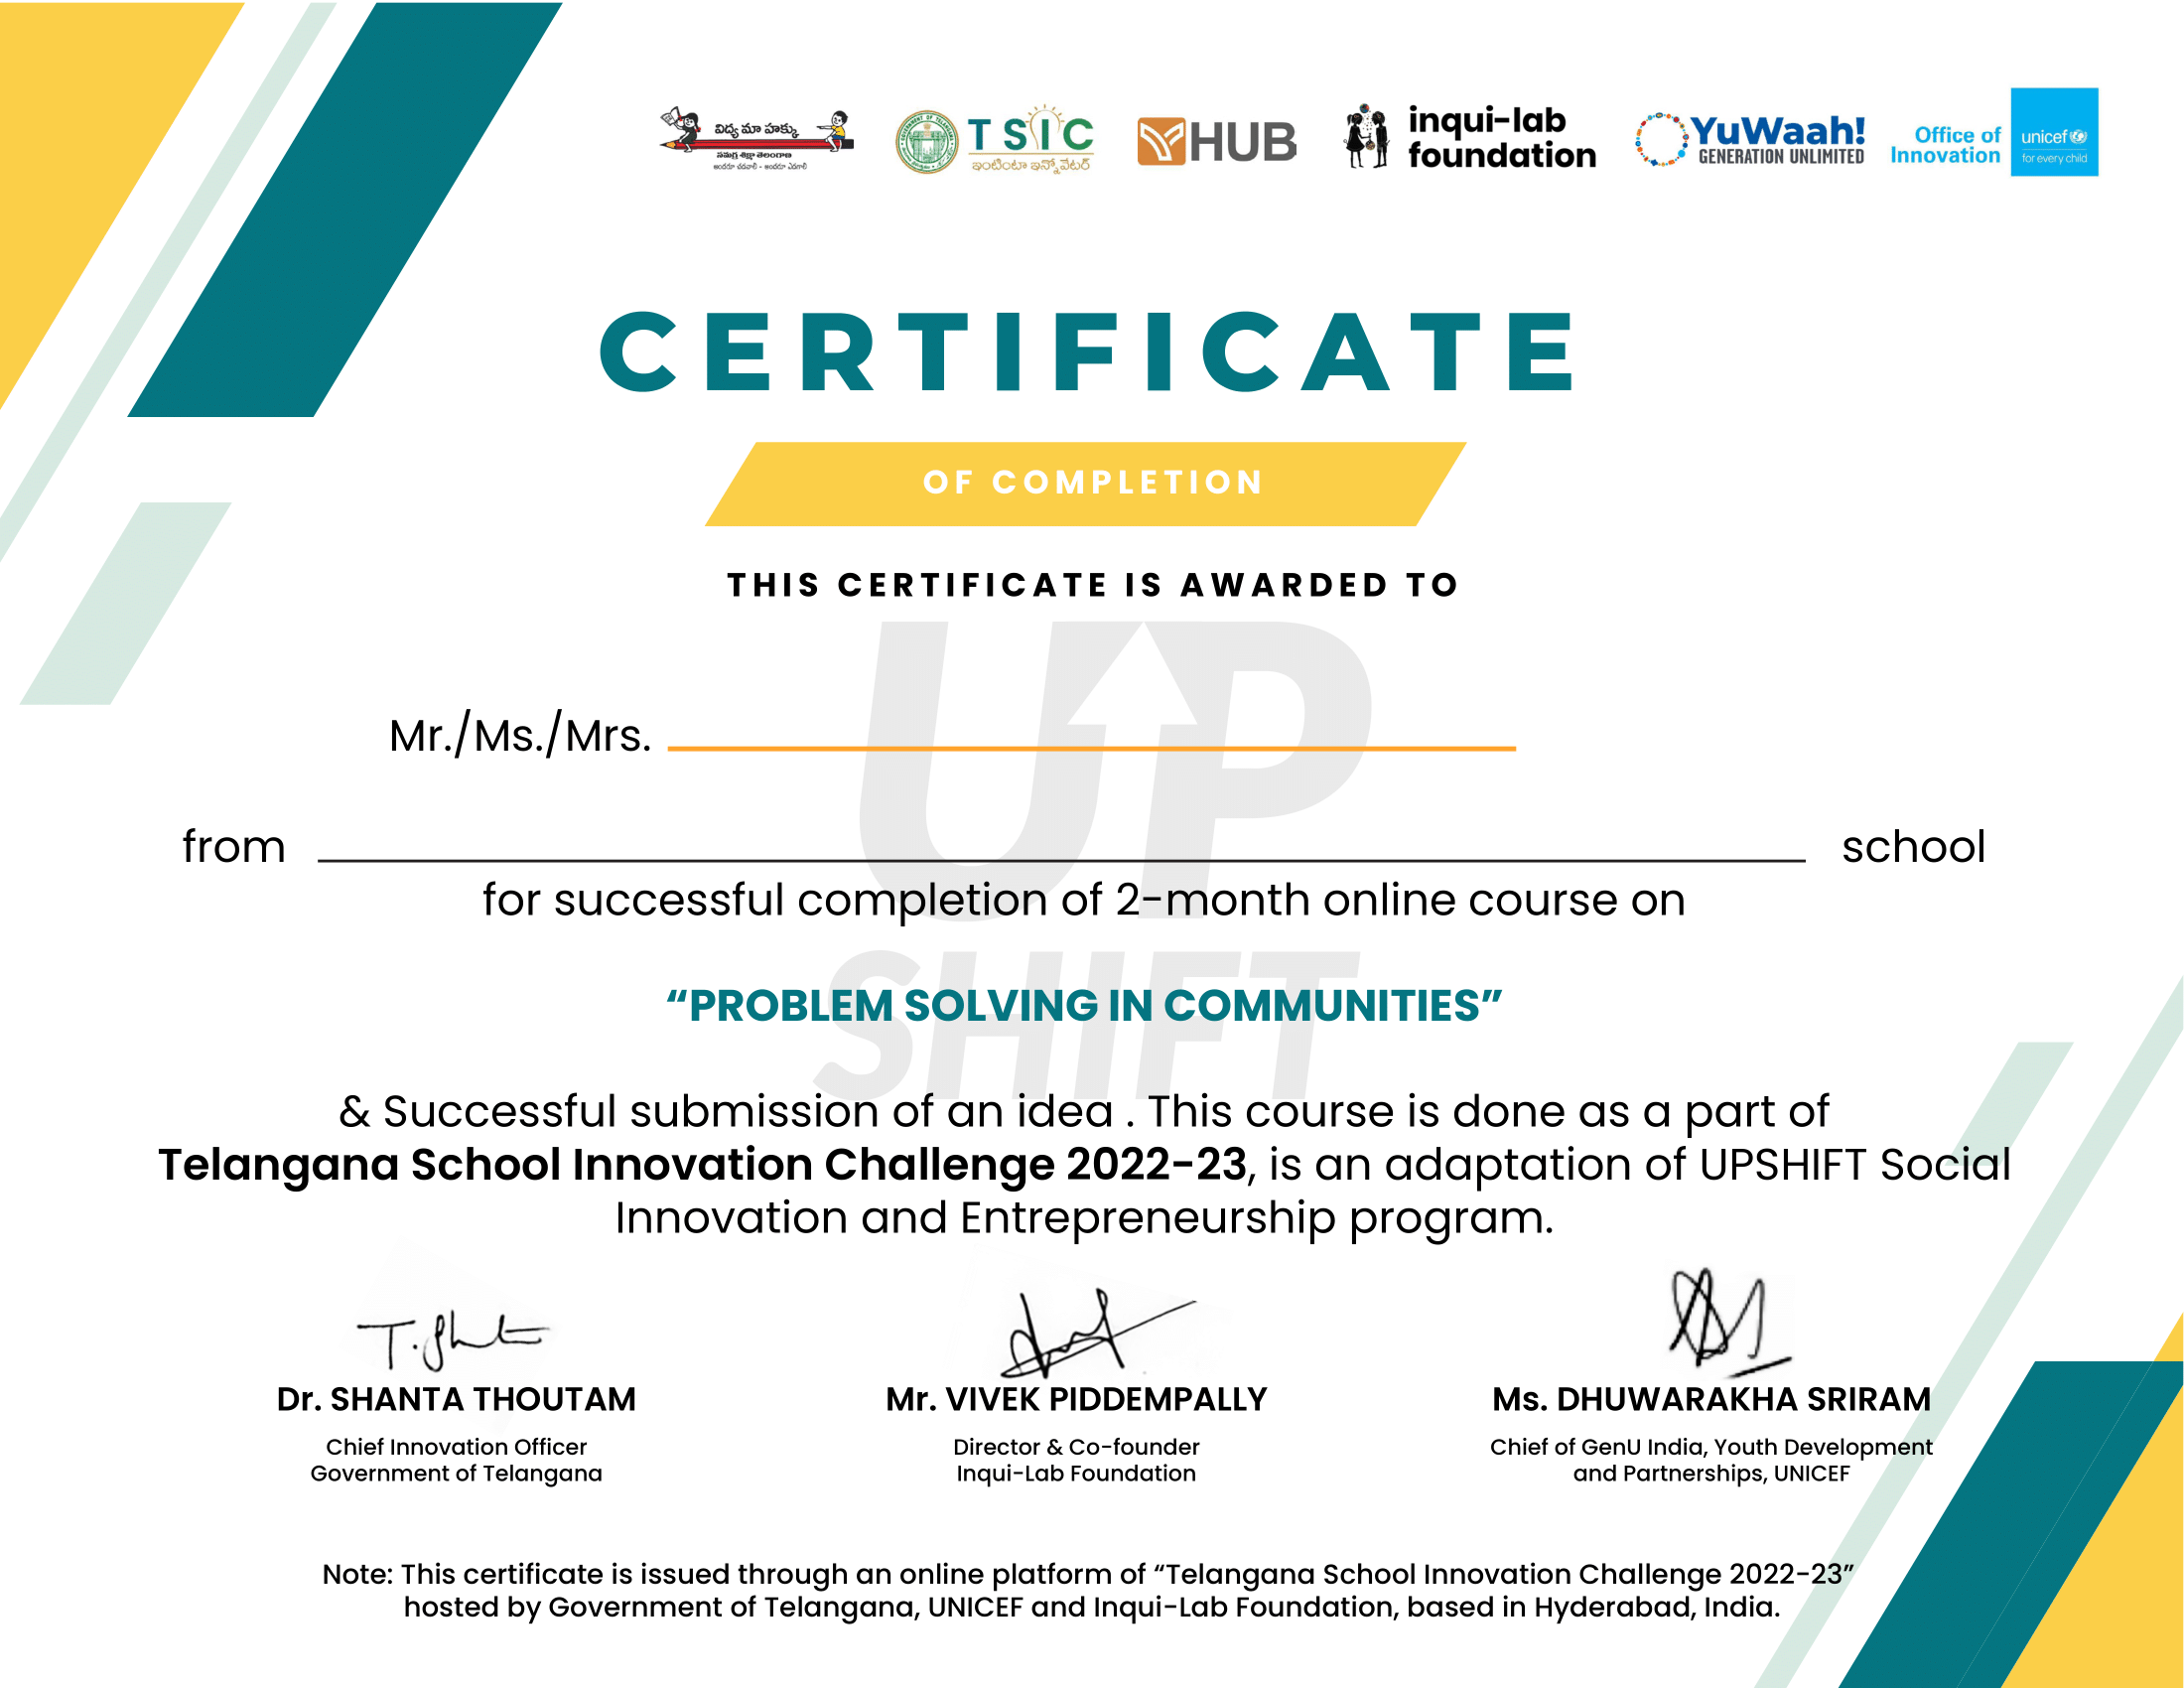 విద్య మా హక్కు
సమగ్ర శిక్షా తెలంగాణ
అందరూ చదవాలి - అందరూ ఎదగాలి
GOVERNMENT OF TELANGANA
TSIC
ఇంటింటా ఇన్నోవేటర్
YHUB
inqui-lab
foundation
YuWaah!
GENERATION UNLIMITED
Office of
Innovation
unicef
for every child
CERTIFICATE
OF COMPLETION
THIS CERTIFICATE IS AWARDED TO
UP
SHIFT
Mr./Ms./Mrs.
from school
for successful completion of 2-month online course on
“PROBLEM SOLVING IN COMMUNITIES”
& Successful submission of an idea . This course is done as a part of
Telangana School Innovation Challenge 2022-23, is an adaptation of UPSHIFT Social
Innovation and Entrepreneurship program.
Dr. SHANTA THOUTAM
Chief Innovation Officer
Government of Telangana
Mr. VIVEK PIDDEMPALLY
Director & Co-founder
Inqui-Lab Foundation
Ms. DHUWARAKHA SRIRAM
Chief of GenU India, Youth Development
and Partnerships, UNICEF
Note: This certificate is issued through an online platform of “Telangana School Innovation Challenge 2022-23”
hosted by Government of Telangana, UNICEF and Inqui-Lab Foundation, based in Hyderabad, India.